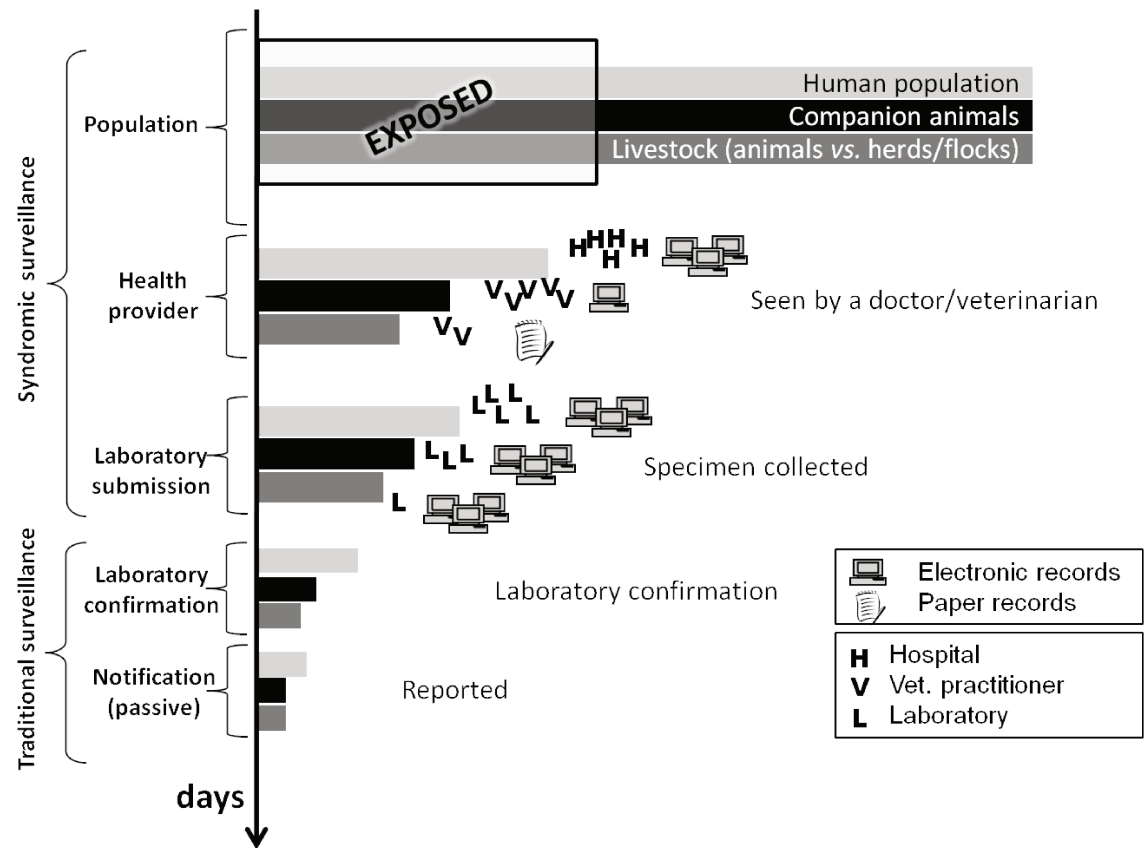 Syndromic surveillance
Traditional surveillance
Population
EXPOSED
Human population
Companion animals
Livestock (animals vs. herds/flocks)
Health
provider
H H H H H
V V V V V
V V
Seen by a doctor/veterinarian
Laboratory
submission
L L L L L
L L L
L
Specimen collected
Laboratory
confirmation
Laboratory confirmation
Notification
(passive)
Reported
days
Electronic records
Paper records
H Hospital
V Vet. practitioner
L Laboratory